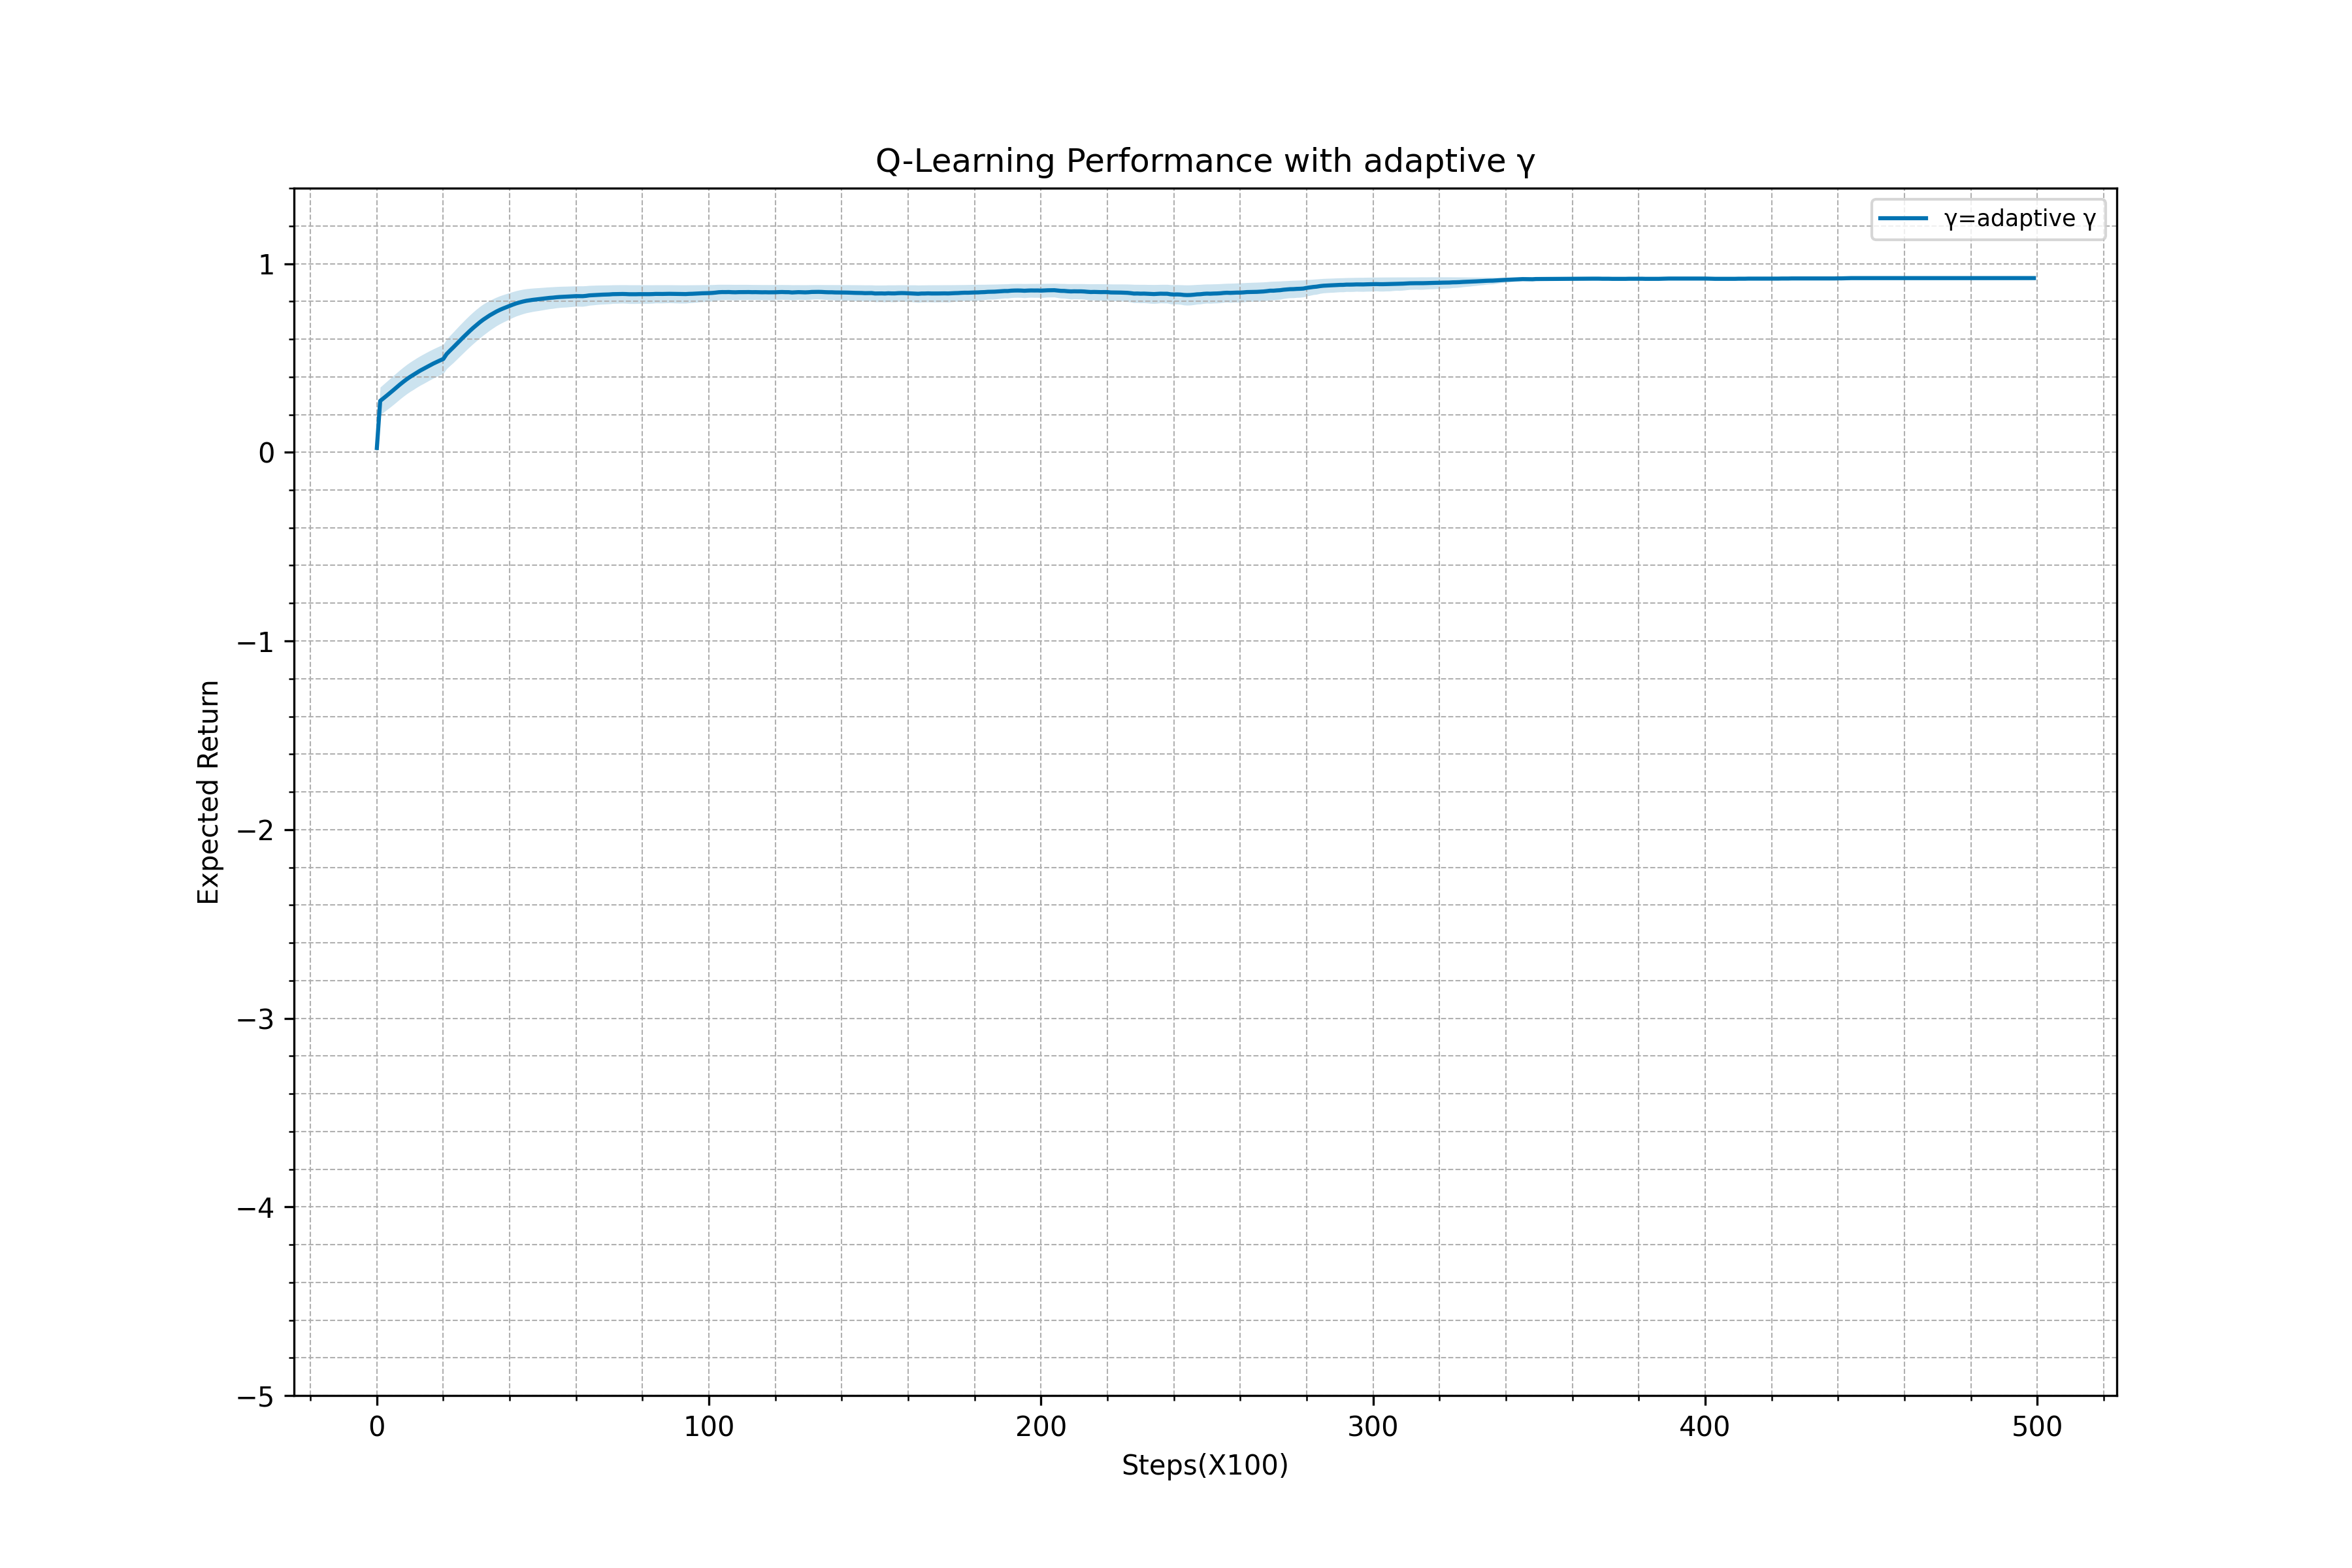 Q-Learning Performance with adaptive γ
γ=adaptive γ
1
0
−1
−2
−3
−4
−5
Expected Return
0 100 200 300 400 500
Steps(X100)